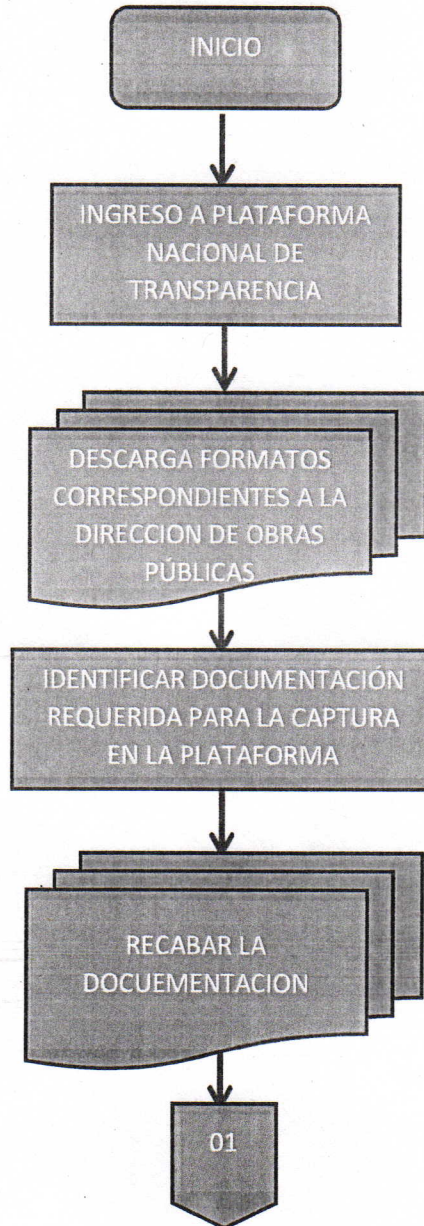 INICIO
INGRESO A PLATAFORMA
NACIONAL DE
TRANSPARENCIA
DESCARGA FORMATOS
CORRESPONDIENTES A LA
DIRECCION DE OBRAS
PÚBLICAS
IDENTIFICAR DOCUMENTACIÓN
REQUERIDA PARA LA CAPTURA
EN LA PLATAFORMA
RECABAR LA
DOCUEMENTACION
01